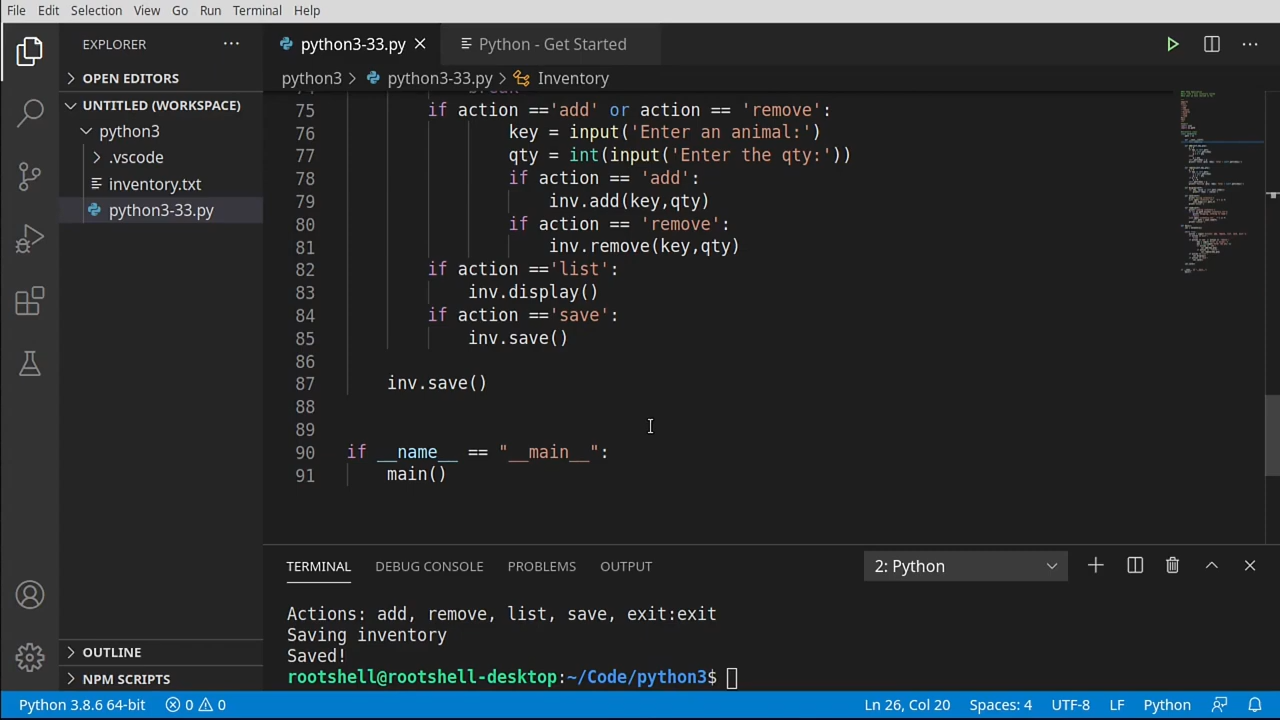 File Edit Selection View Go Run Terminal Help
EXPLORER
python3-33.py
Python - Get Started
OPEN EDITORS
python3 > python3-33.py > Inventory
UNTITLED (WORKSPACE)
python3
.vscode
inventory.txt
python3-33.py
75 if action =='add' or action == 'remove':
76 key = input('Enter an animal:')
77 qty = int(input('Enter the qty:'))
78 if action == 'add':
79 inv.add(key,qty)
80 if action == 'remove':
81 inv.remove(key,qty)
82 if action =='list':
83 inv.display()
84 if action =='save':
85 inv.save()
86
87 inv.save()
88
89
90 if __name__ == "__main__":
91 main()
TERMINAL DEBUG CONSOLE PROBLEMS OUTPUT 2: Python
Actions: add, remove, list, save, exit:exit
Saving inventory
Saved!
rootshell@rootshell-desktop:~/Code/python3$
OUTLINE
NPM SCRIPTS
Python 3.8.6 64-bit 0 0 Ln 26, Col 20 Spaces: 4 UTF-8 LF Python